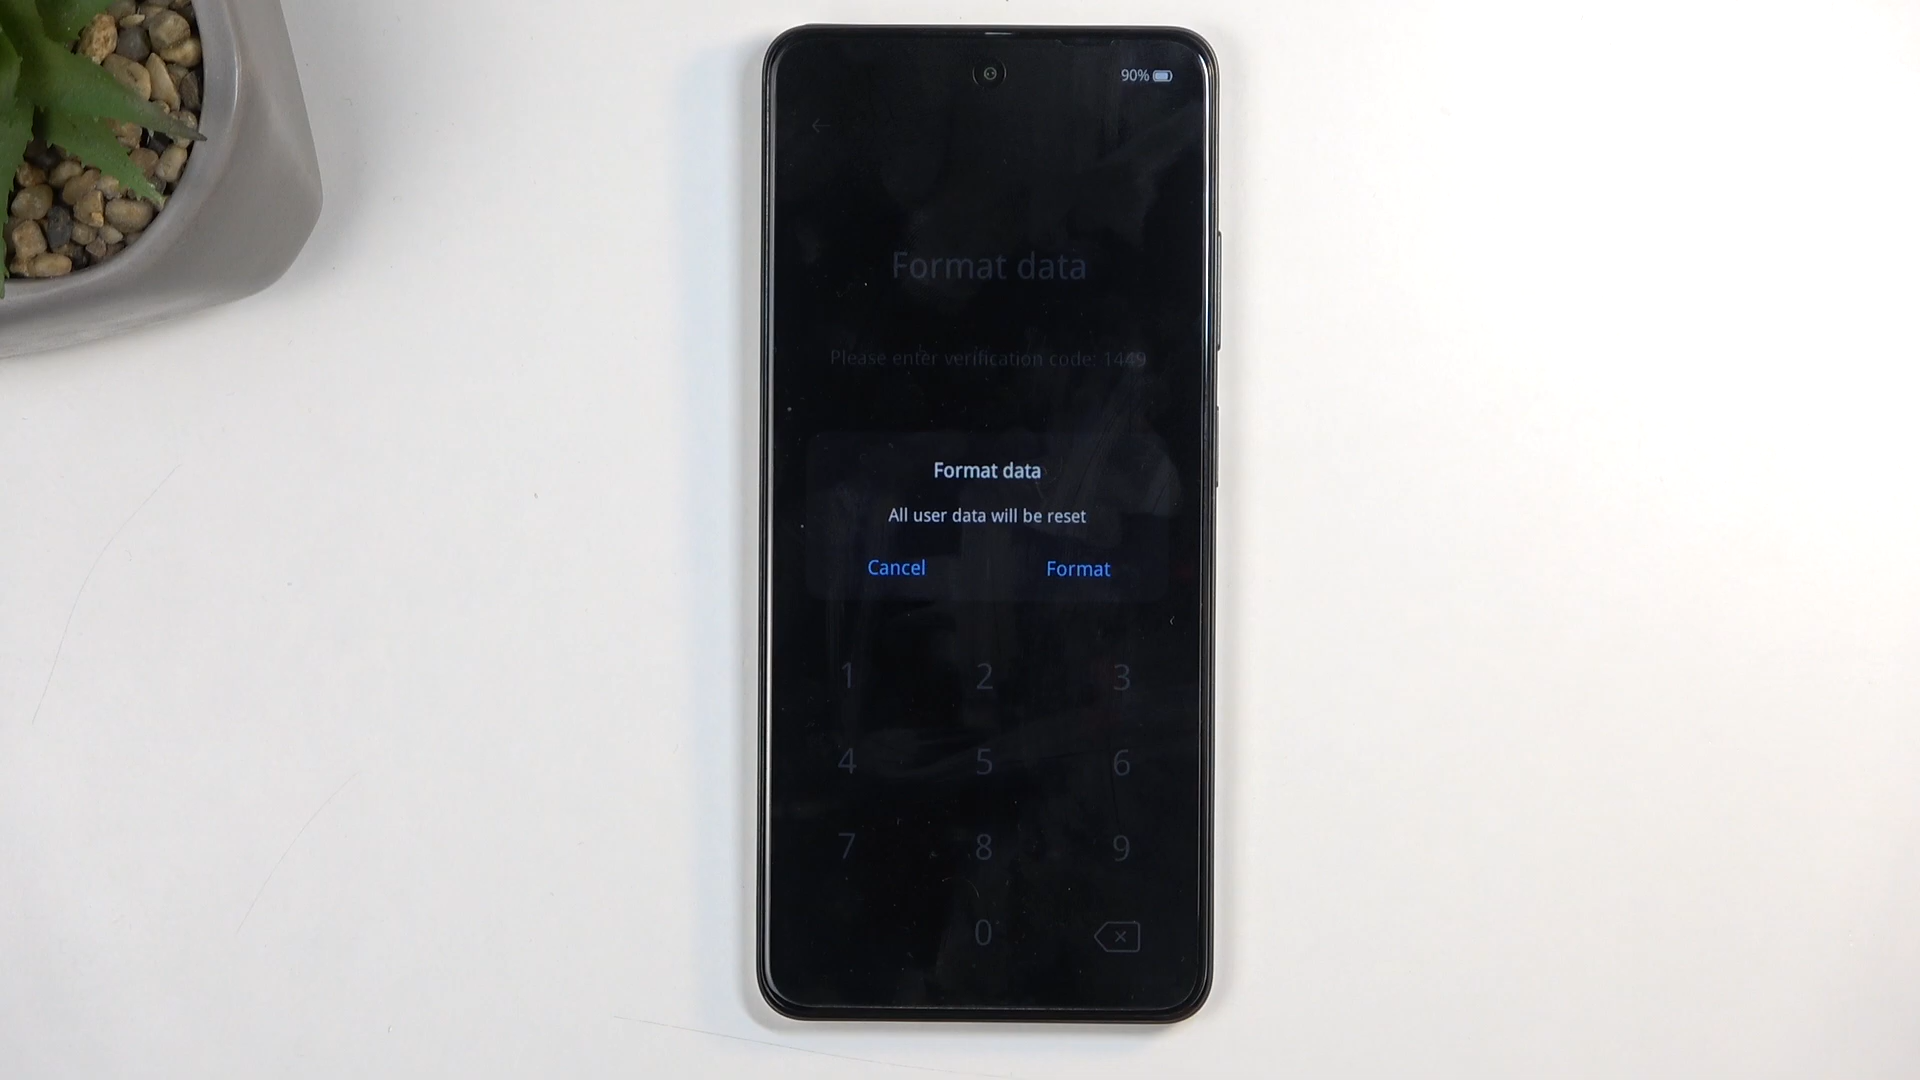 90%
Format data
Please enter verification code: 1449
Format data
All user data will be reset
Cancel Format
1 2 3
4 5 6
7 8 9
0